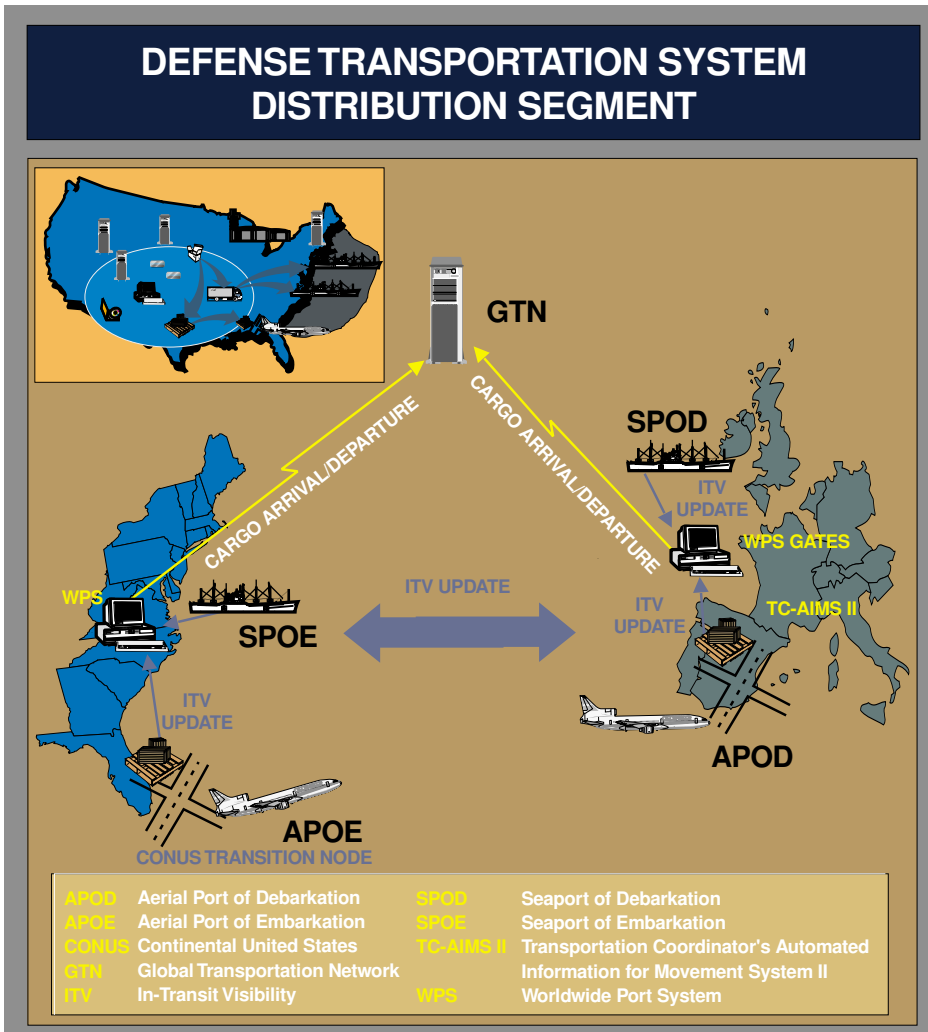 DEFENSE TRANSPORTATION SYSTEM
DISTRIBUTION SEGMENT
GTN
CARGO ARRIVAL/DEPARTURE
CARGO ARRIVAL/DEPARTURE
SPOD
ITV
UPDATE
WPS GATES
WPS
ITV UPDATE
ITV
UPDATE
TC-AIMS II
SPOE
ITV
UPDATE
APOD
APOE
CONUS TRANSITION NODE
APOD Aerial Port of Debarkation
APOE Aerial Port of Embarkation
CONUS Continental United States
GTN Global Transportation Network
ITV In-Transit Visibility
SPOD Seaport of Debarkation
SPOE Seaport of Embarkation
TC-AIMS II Transportation Coordinator's Automated
Information for Movement System II
WPS Worldwide Port System